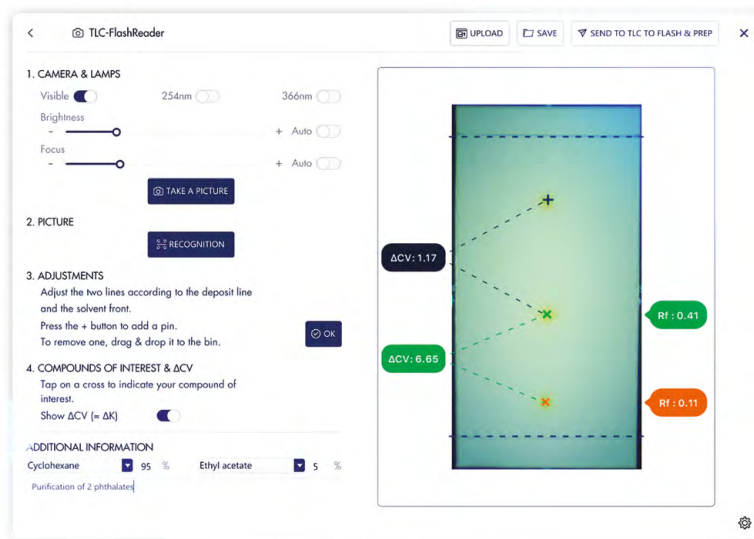 TLC-FlashReader
UPLOAD
SAVE
SEND TO TLC TO FLASH & PREP
1. CAMERA & LAMPS
Visible
254nm
366nm
Brightness
- + Auto
Focus
- + Auto
TAKE A PICTURE
2. PICTURE
RECOGNITION
3. ADJUSTMENTS
Adjust the two lines according to the deposit line
and the solvent front.
Press the + button to add a pin.
To remove one, drag & drop it to the bin.
OK
4. COMPOUNDS OF INTEREST & ΔCV
Tap on a cross to indicate your compound of
interest.
Show ΔCV (= ΔK)
ADDITIONAL INFORMATION
Cyclohexane 95 % Ethyl acetate 5 %
Purification of 2 phthalates
ΔCV: 1.17
Rf : 0.41
ΔCV: 6.65
Rf : 0.11